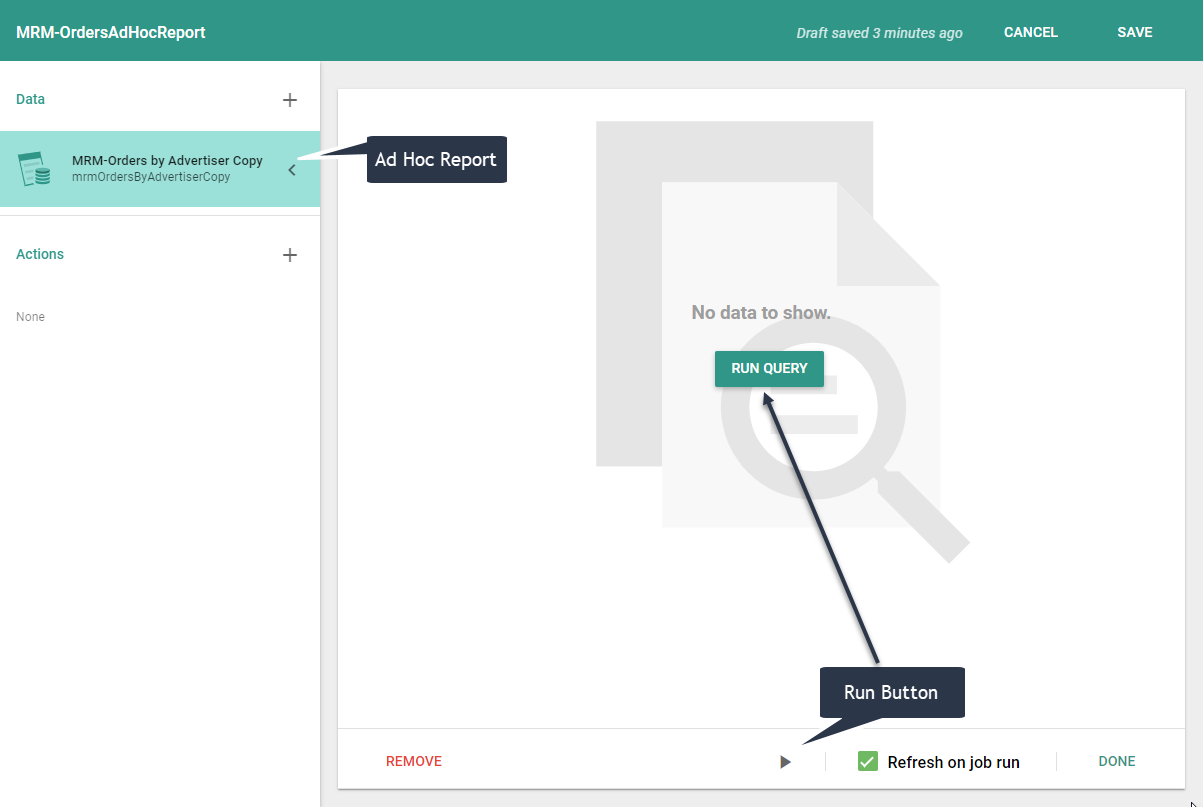 MRM-OrdersAdHocReport
Draft saved 3 minutes ago
CANCEL
SAVE
Data
MRM-Orders by Advertiser Copy
mrmOrdersByAdvertiserCopy
Ad Hoc Report
Actions
None
No data to show.
RUN QUERY
Run Button
REMOVE
Refresh on job run
DONE